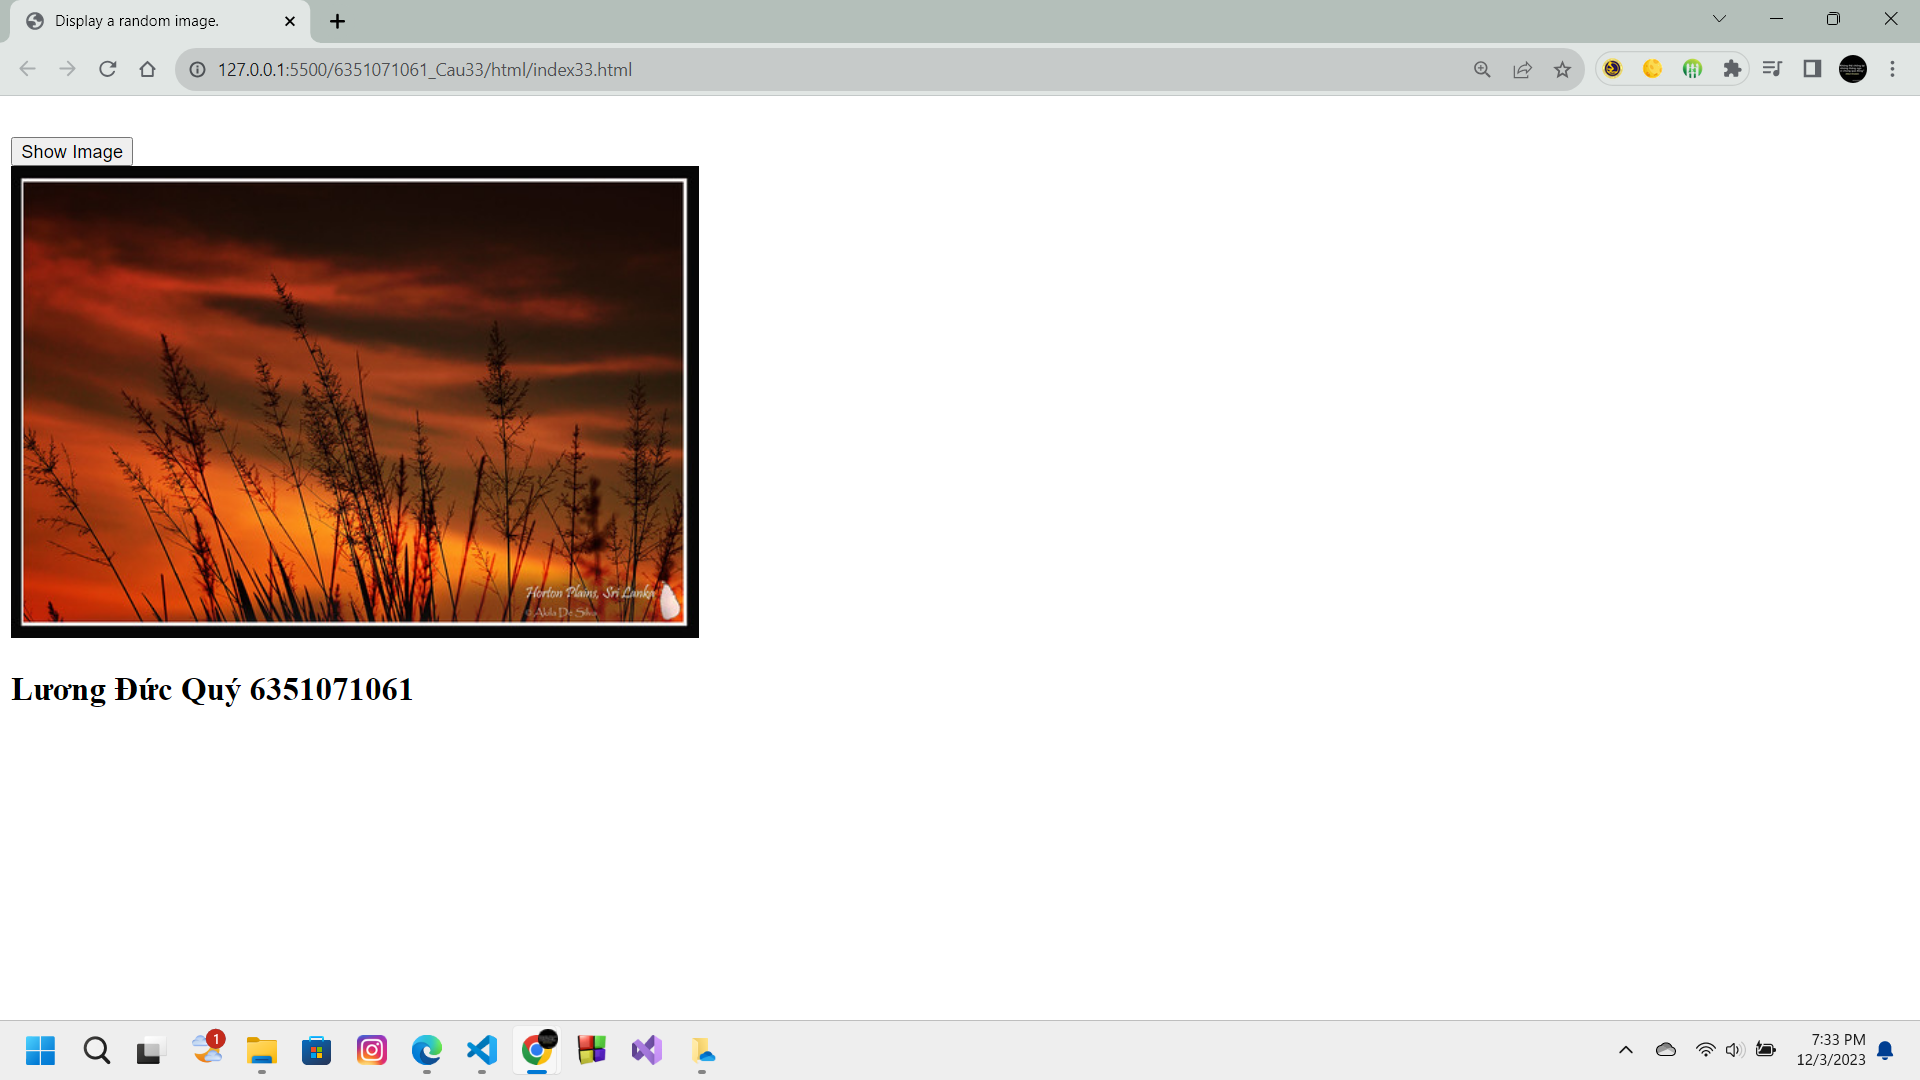 Display a random image.
127.0.0.1:5500/6351071061_Cau33/html/index33.html
Show Image
Horton Plains, Sri Lanka
© Akila De Silva
Lương Đức Quý 6351071061
1
7:33 PM
12/3/2023